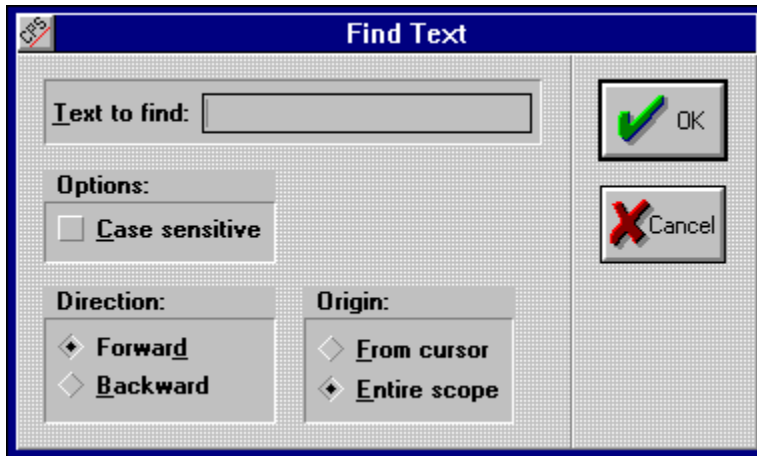 CPS
Find Text
Text to find:
OK
Options:
Case sensitive
Cancel
Direction:
Forward
Backward
Origin:
From cursor
Entire scope